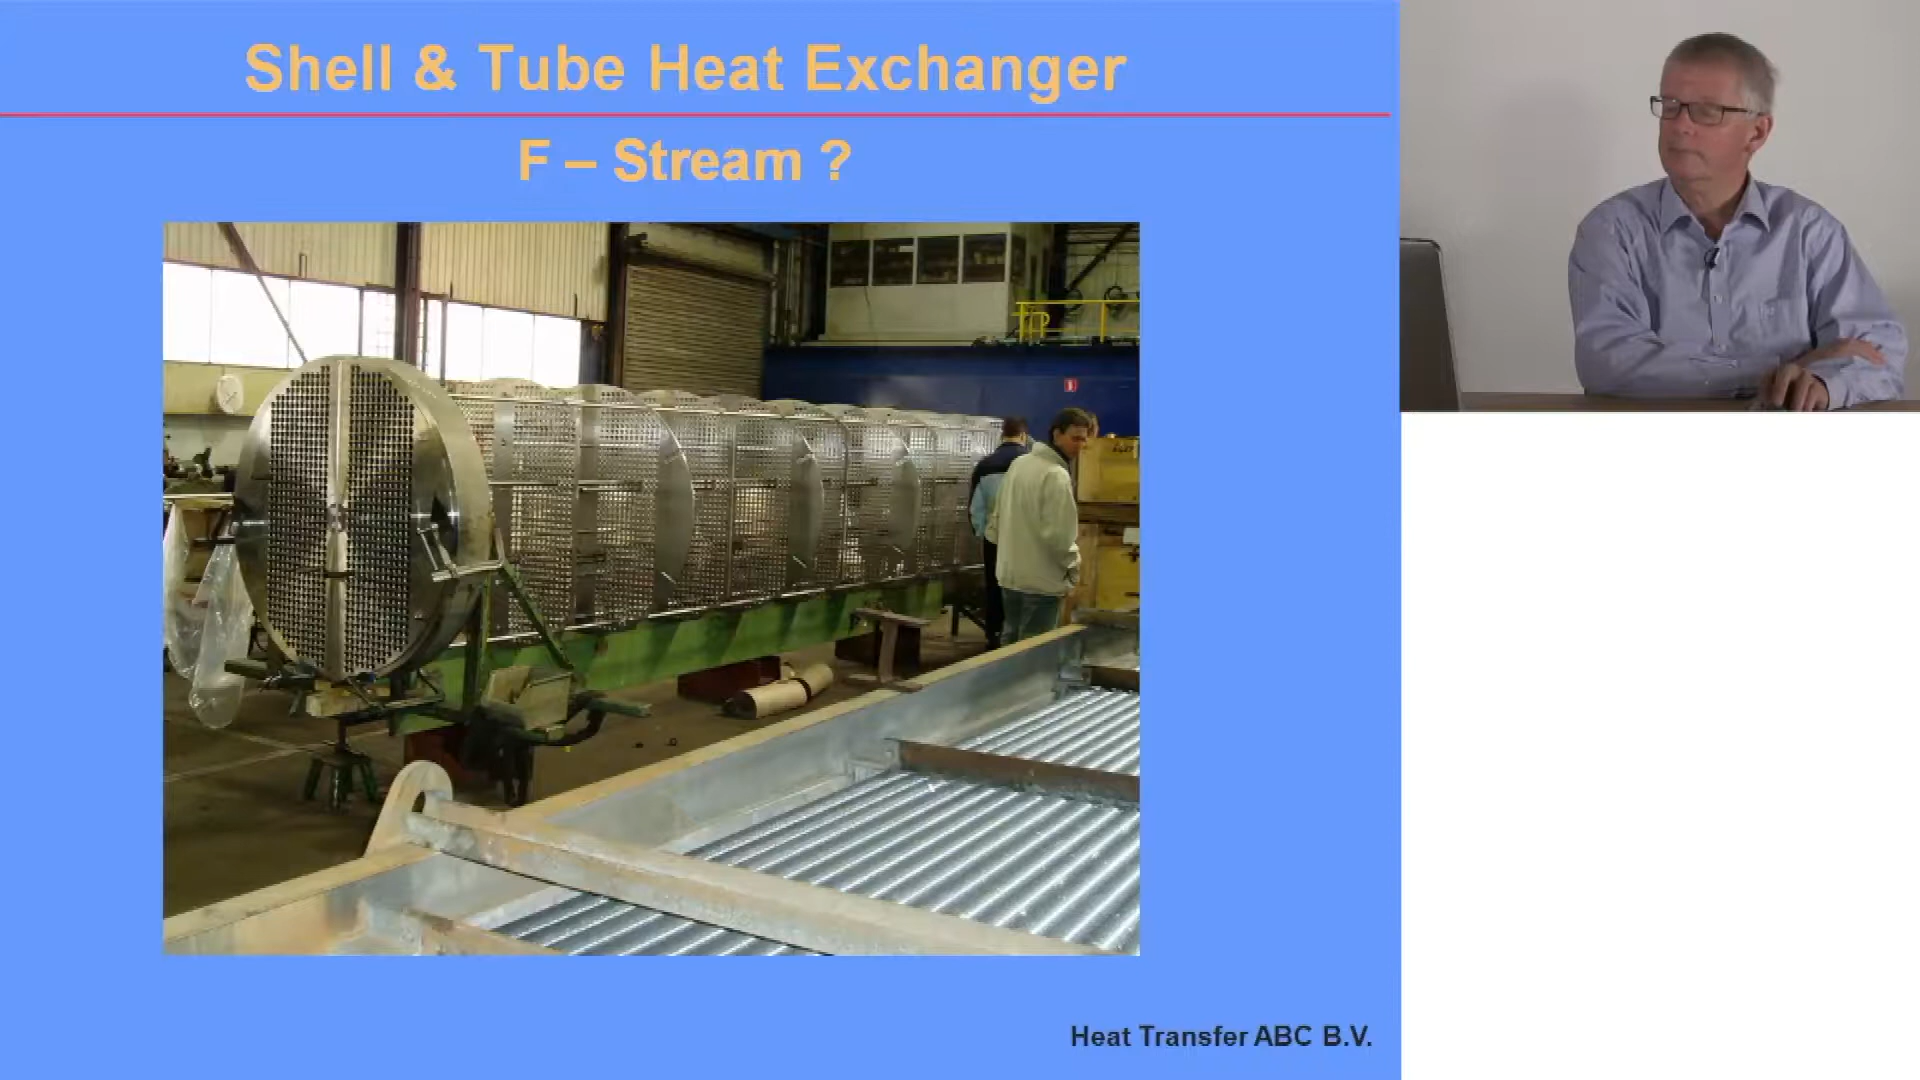 Shell & Tube Heat Exchanger
F – Stream ?
Heat Transfer ABC B.V.